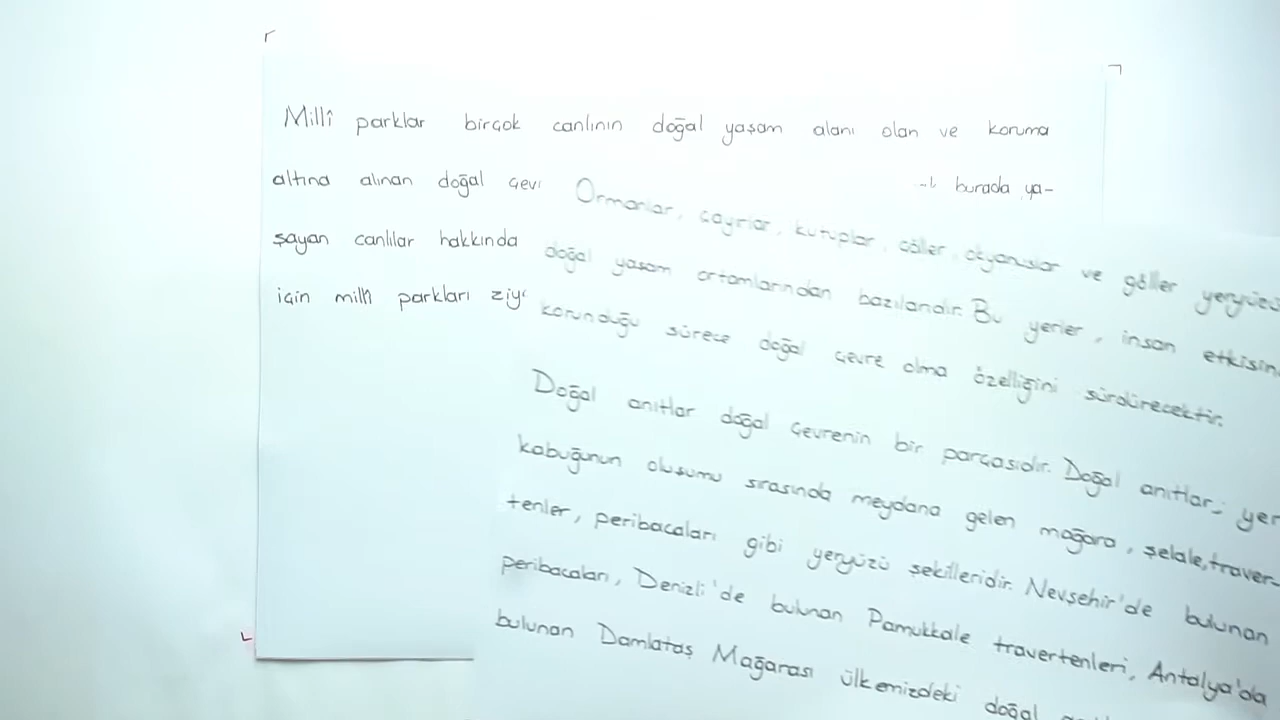 Millî parklar birçok canlının doğal yaşam alanı olan ve koruma
altına alınan doğal burada ya-
şayan canlılar hakkında
için millî parkları
Ormanlar, çayırlar, kutuplar, çöller, okyanuslar ve göller
doğal yaşam ortamlarından bazılarıdır. Bu yerler, insan
korunduğu sürece doğal çevre olma özelliğini sürdürecektir.
Doğal anıtlar doğal çevrenin bir parçasıdır. Doğal anıtlar; yer
kabuğunun oluşumu sırasında meydana gelen mağara, şelale, traver-
tenler, peribacaları gibi yeryüzü şekilleridir. Nevşehir'de bulunan
peribacaları, Denizli'de bulunan Pamukkale travertenleri, Antalya'da
bulunan Damlataş Mağarası ülkemizdeki doğal